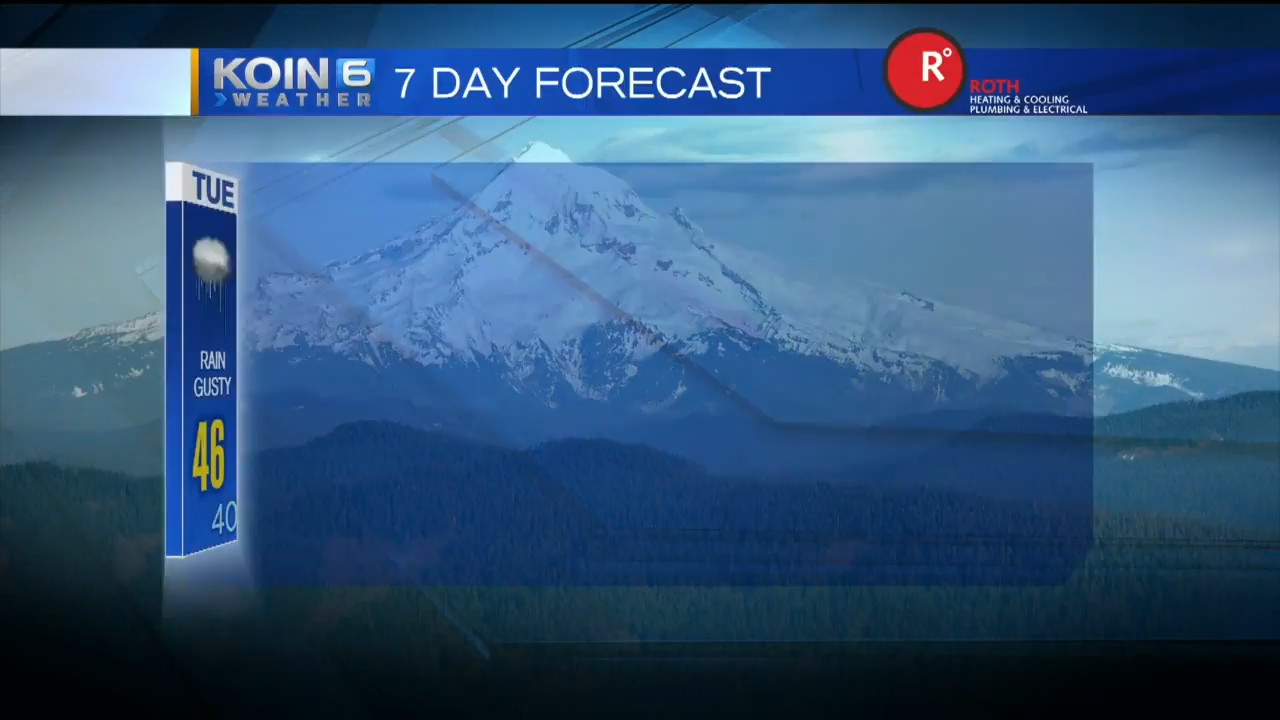 KOIN 6
WEATHER
7 DAY FORECAST
R°
ROTH
HEATING & COOLING
PLUMBING & ELECTRICAL
TUE
RAIN
GUSTY
46
40